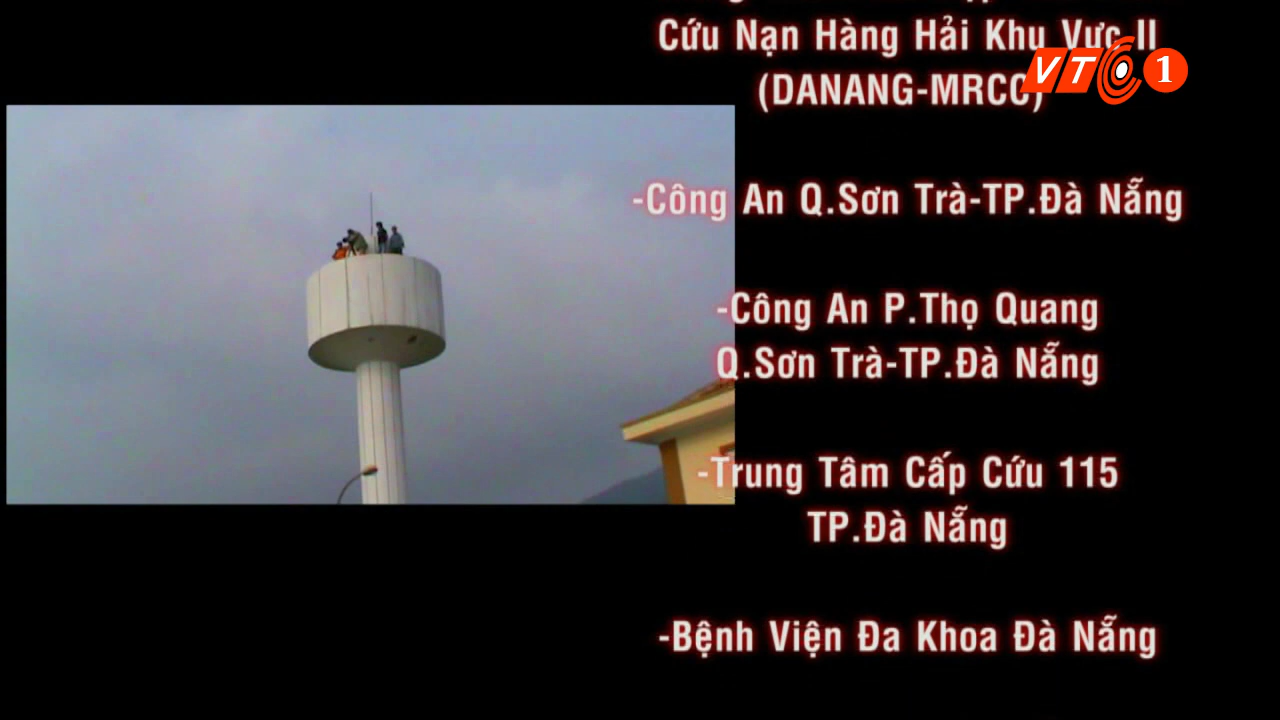 Cứu Nạn Hàng Hải Khu Vực II
(DANANG-MRCC)
VTC1
-Công An Q.Sơn Trà-TP.Đà Nẵng
-Công An P.Thọ Quang
Q.Sơn Trà-TP.Đà Nẵng
-Trung Tâm Cấp Cứu 115
TP.Đà Nẵng
-Bệnh Viện Đa Khoa Đà Nẵng